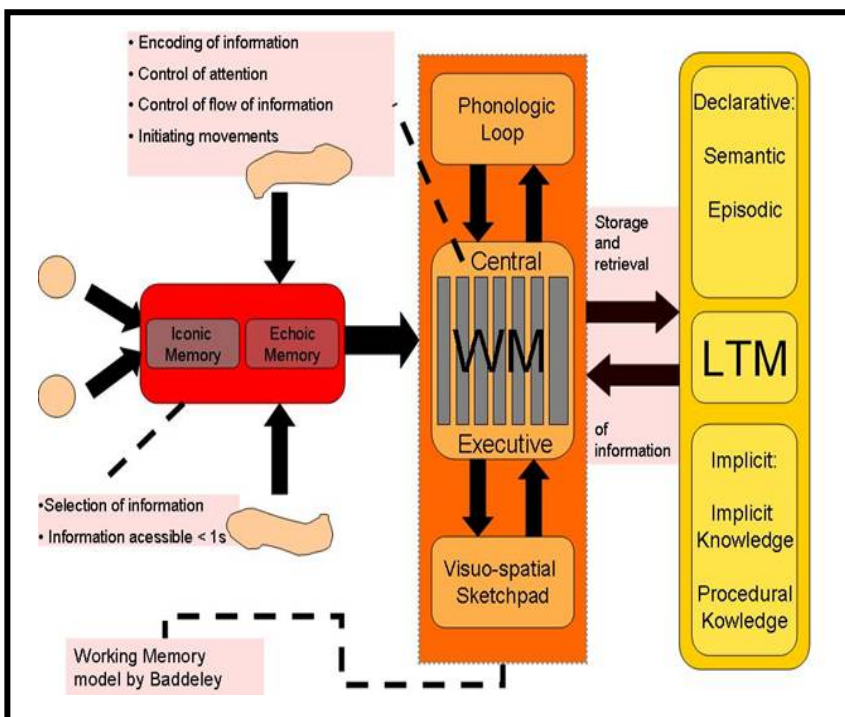 • Encoding of information
• Control of attention
• Control of flow of information
• Initiating movements
Iconic
Memory
Echoic
Memory
•Selection of information
• Information acessible < 1s
Working Memory
model by Baddeley
Phonologic
Loop
Central
WM
Executive
Visuo-spatial
Sketchpad
Storage
and
retrieval
of
information
Declarative:
Semantic
Episodic
LTM
Implicit:
Implicit
Knowledge
Procedural
Kowledge